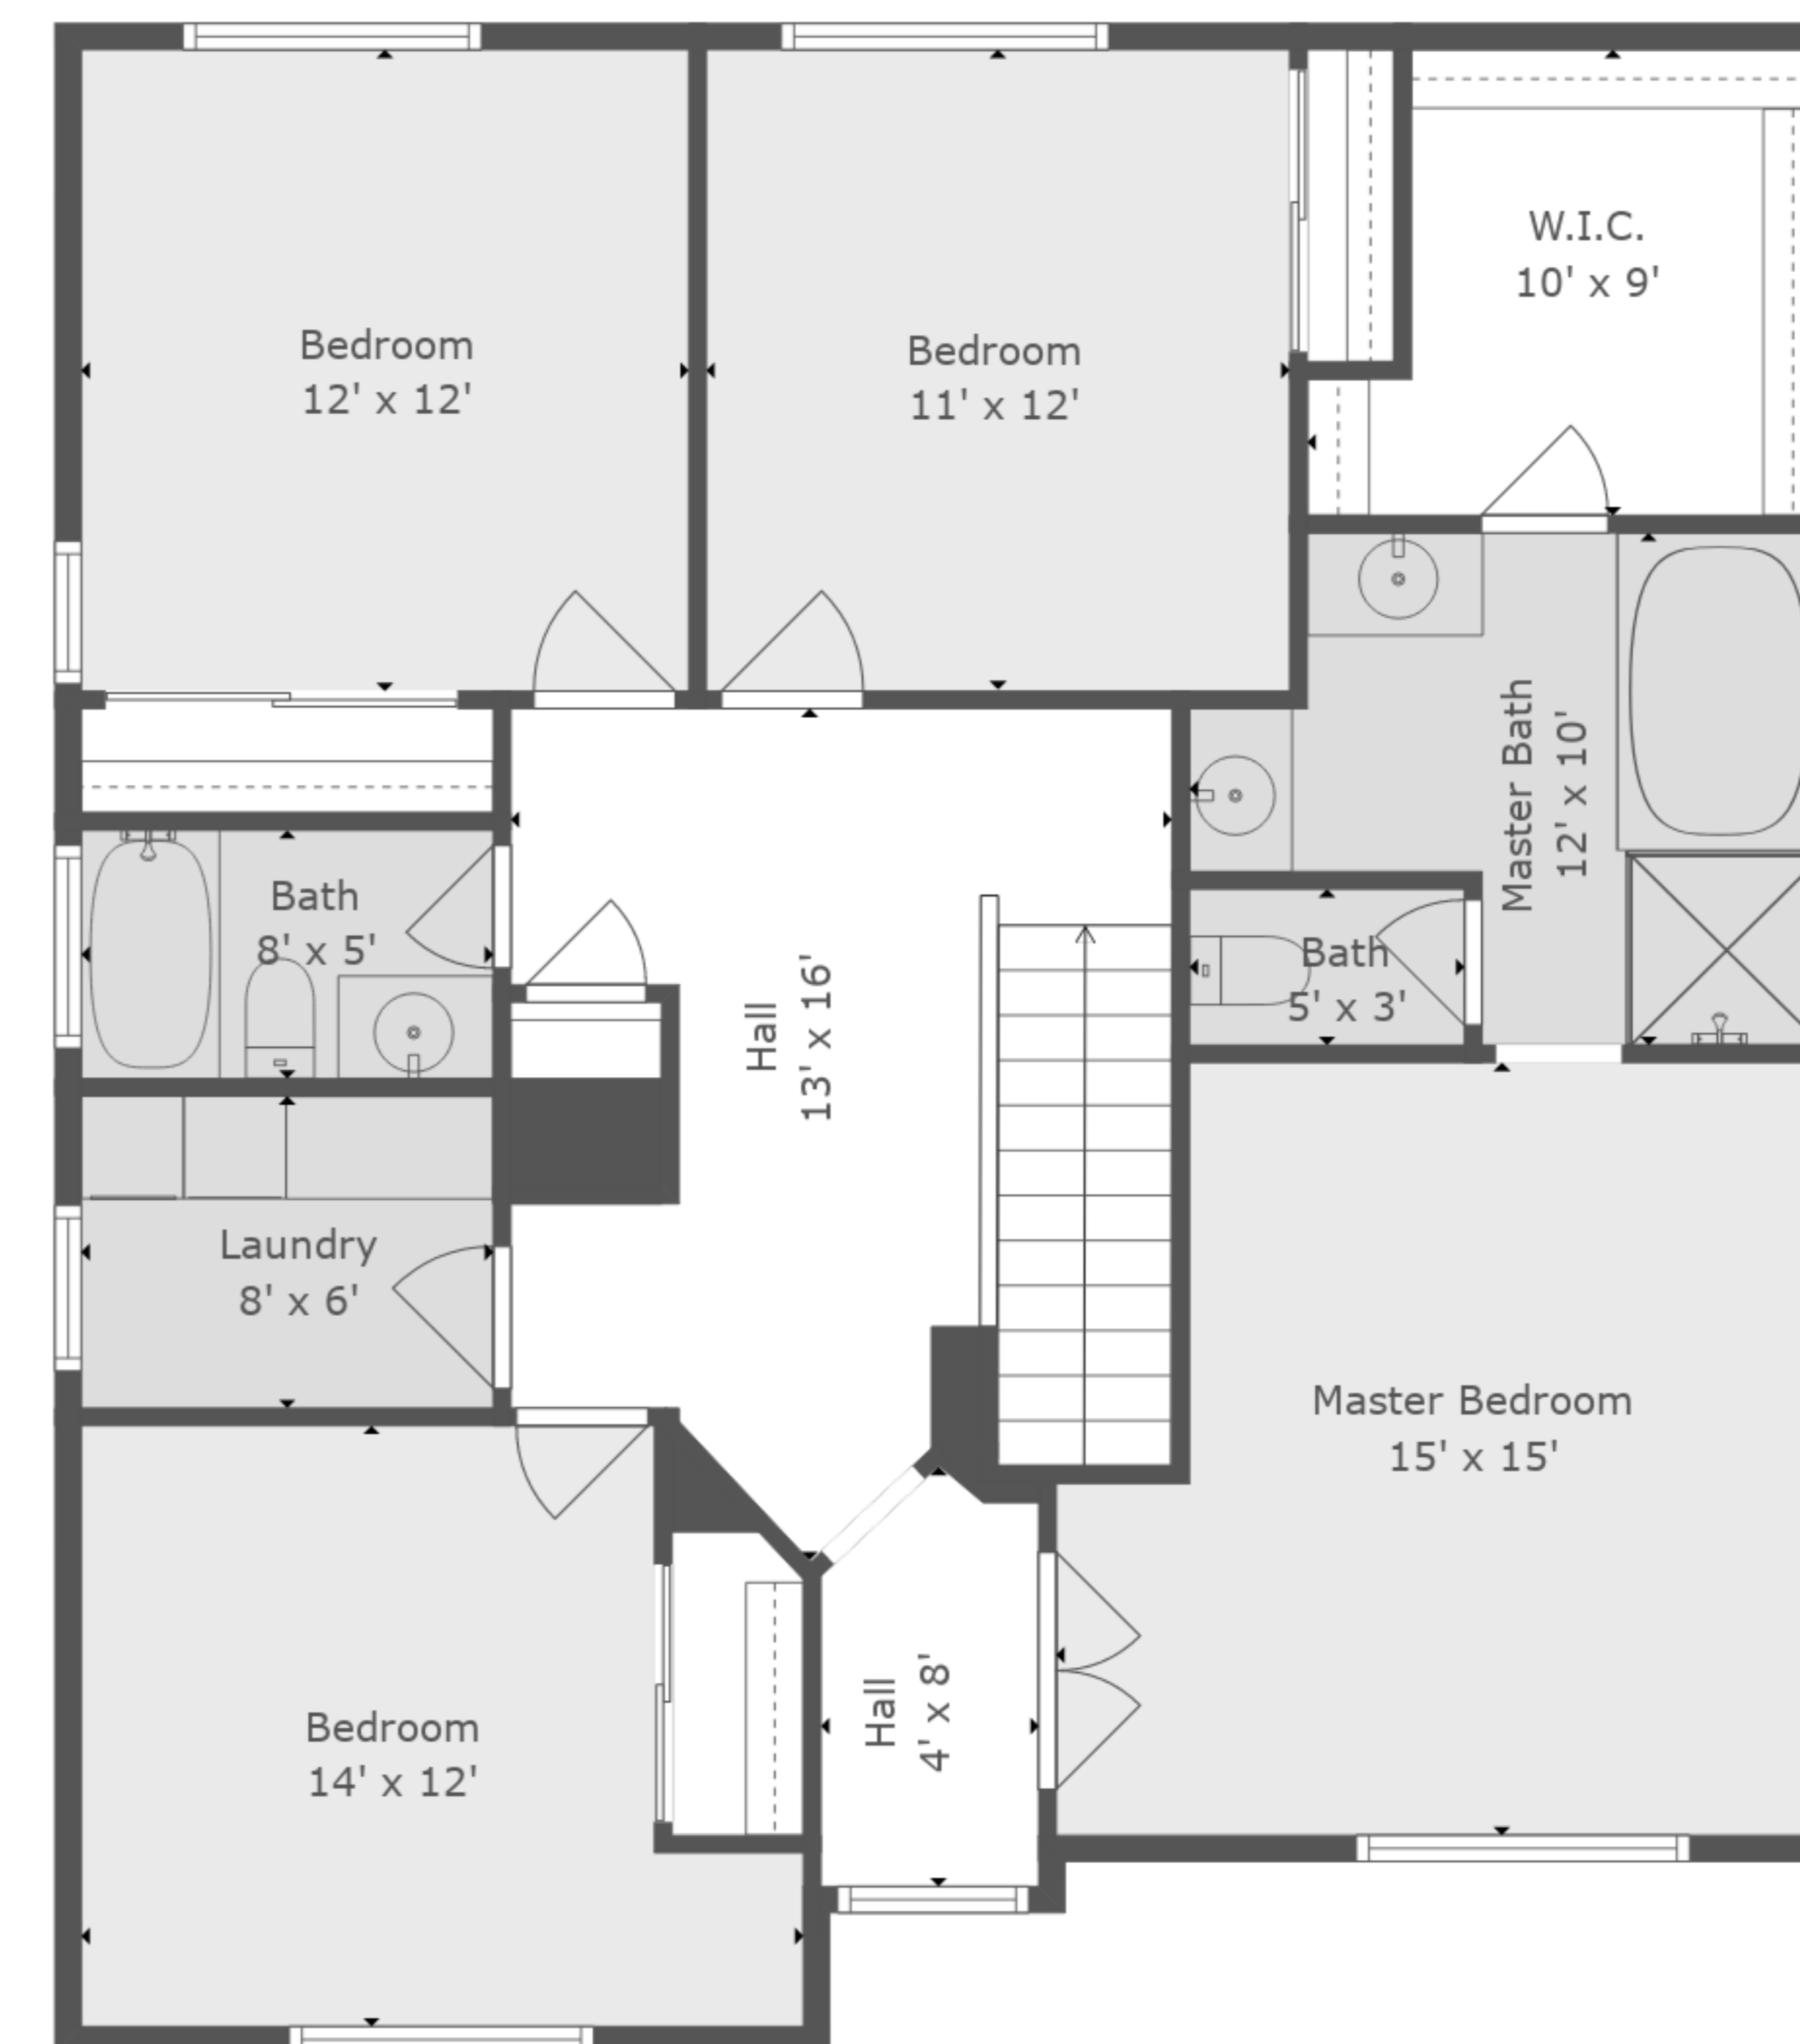 W.I.C.
10' x 9'
Bedroom
12' x 12'
Bedroom
11' x 12'
Master Bath
12' x 10'
Bath
8' x 5'
Bath
5' x 3'
Hall
13' x 16'
Laundry
8' x 6'
Master Bedroom
15' x 15'
Hall
4' x 8'
Bedroom
14' x 12'